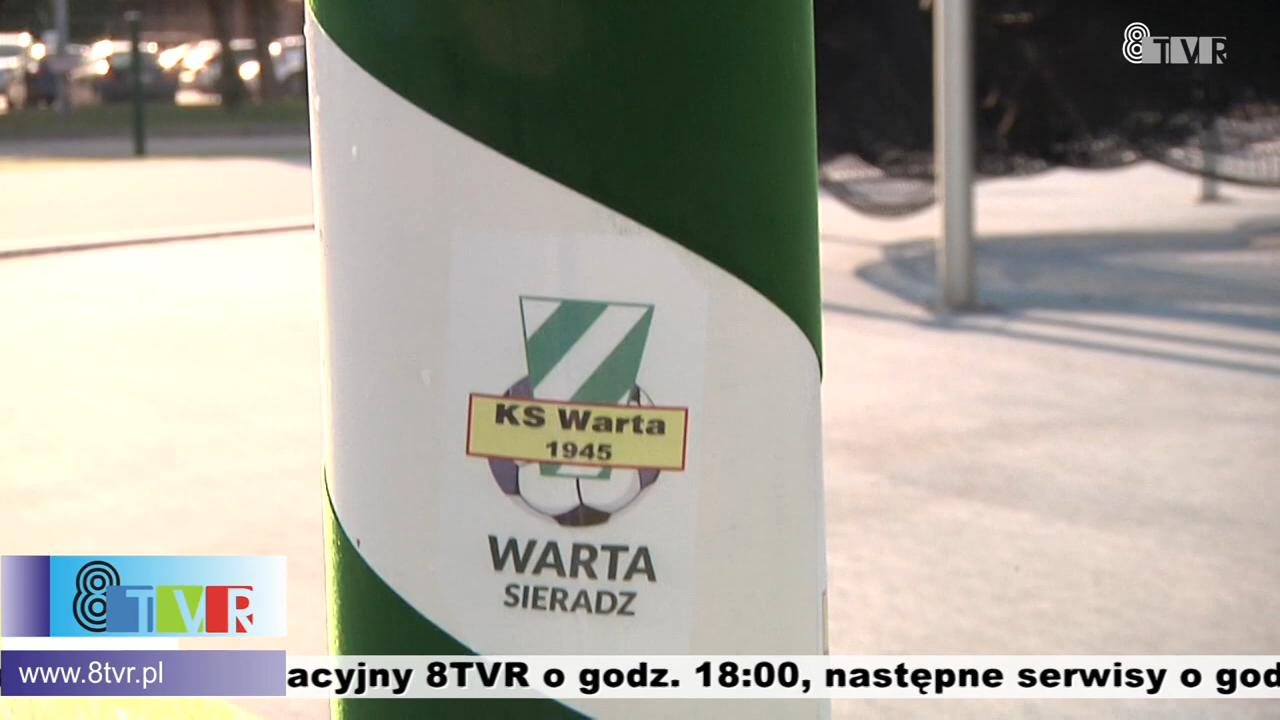 8TVR
KS Warta
1945
WARTA
SIERADZ
8TVR
www.8tvr.pl
acyjny 8TVR o godz. 18:00, następne serwisy o god